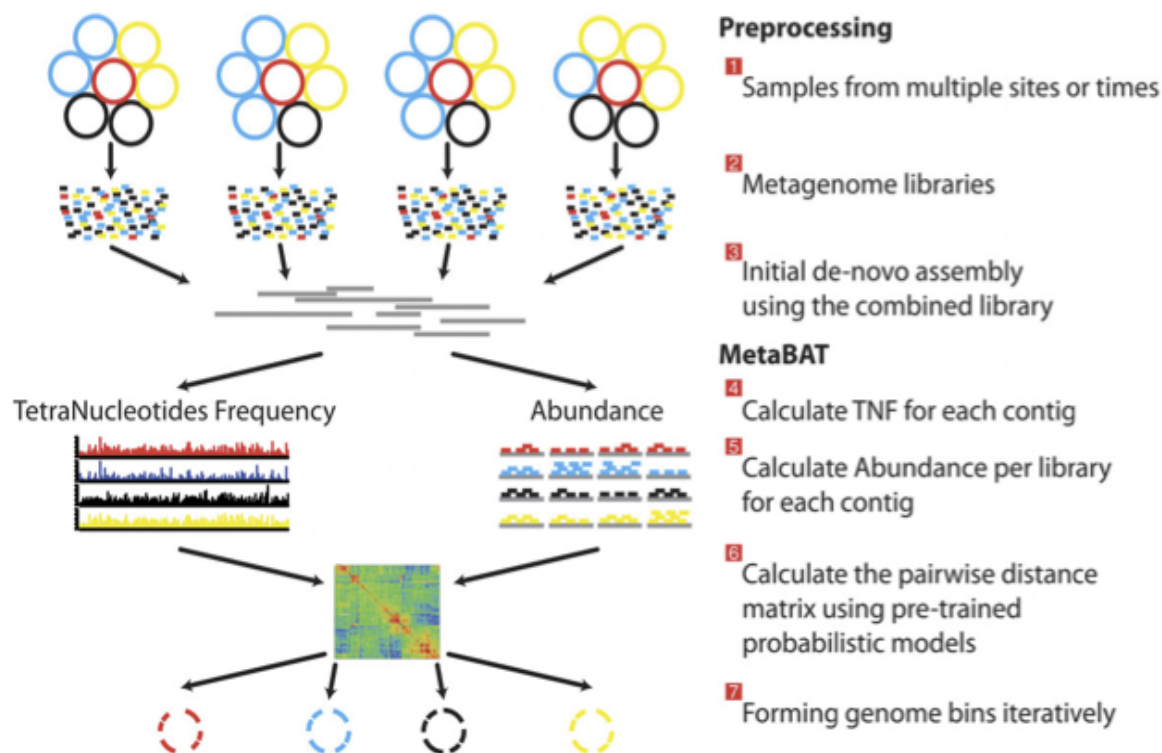 Preprocessing
1
Samples from multiple sites or times
2
Metagenome libraries
3
Initial de-novo assembly
using the combined library
MetaBAT
TetraNucleotides Frequency
Abundance
4
Calculate TNF for each contig
5
Calculate Abundance per library
for each contig
6
Calculate the pairwise distance
matrix using pre-trained
probabilistic models
7
Forming genome bins iteratively